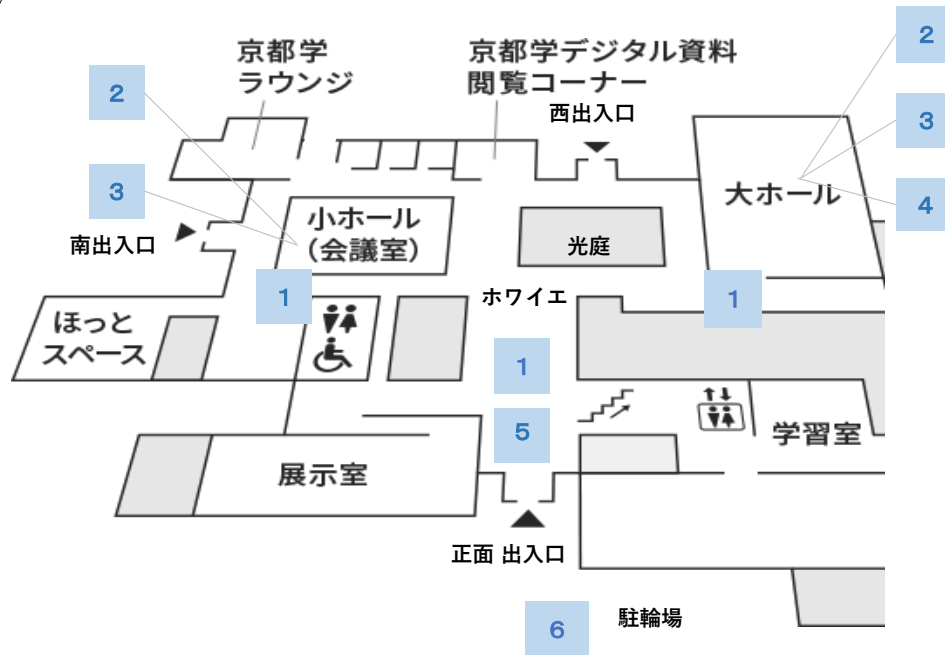 京都学
ラウンジ
京都学デジタル資料
閲覧コーナー
2
2
西出入口
3
3
大ホール
4
小ホール
(会議室)
南出入口
光庭
1
ホワイエ
1
ほっと
スペース
1
5
学習室
展示室
正面 出入口
6
駐輪場